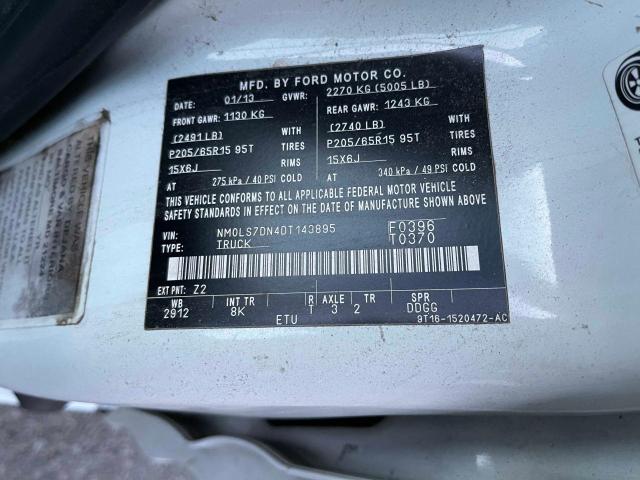 MFD. BY FORD MOTOR CO.
DATE: 01/13 GVWR: 2270 KG (5005 LB)
FRONT GAWR: 1130 KG REAR GAWR: 1243 KG
(2491 LB) WITH (2740 LB) WITH
P205/65R15 95T TIRES P205/65R15 95T TIRES
15X6J RIMS 15X6J RIMS
AT 275 kPa / 40 PSI COLD AT 340 kPa / 49 PSI COLD
THIS VEHICLE CONFORMS TO ALL APPLICABLE FEDERAL MOTOR VEHICLE
SAFETY STANDARDS IN EFFECT ON THE DATE OF MANUFACTURE SHOWN ABOVE
VIN: NM0LS7DN4DT143895 F0396
TYPE: TRUCK T0370
EXT PNT: Z2
WB INT TR R AXLE TR SPR
2912 8K T 3 2 DDGG
ETU 9T16-1520472-AC